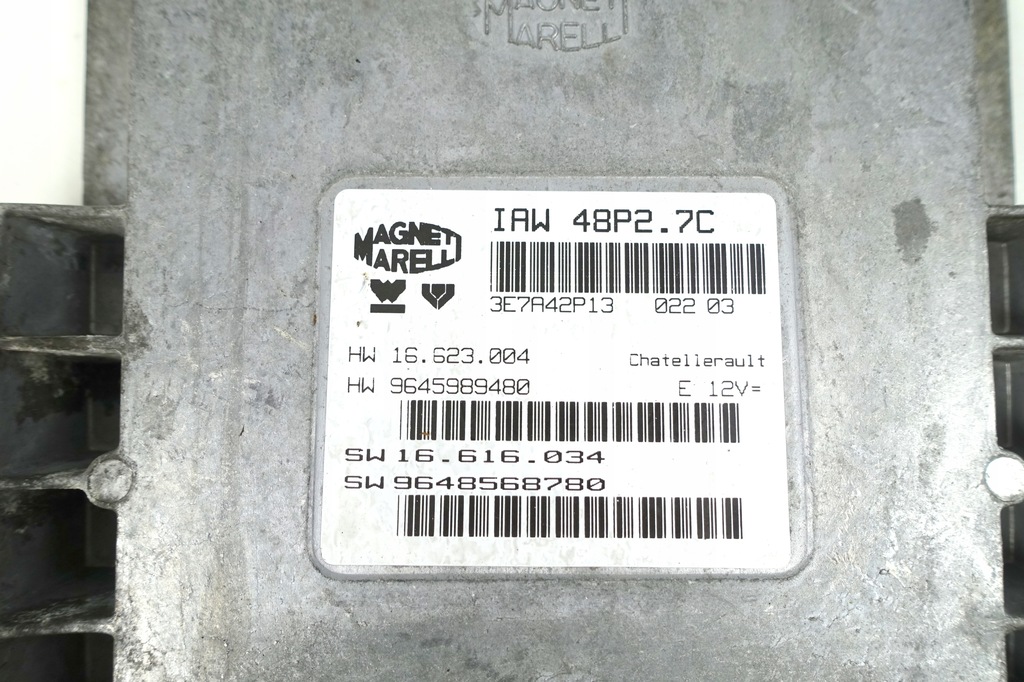 MAGNETI
MARELLI
MAGNETI
MARELLI
IAW 48P2.7C
3E7A42P13 022 03
HW 16.623.004
Chatellerault
HW 9645989480
E 12V=
SW 16.616.034
SW 9648568780